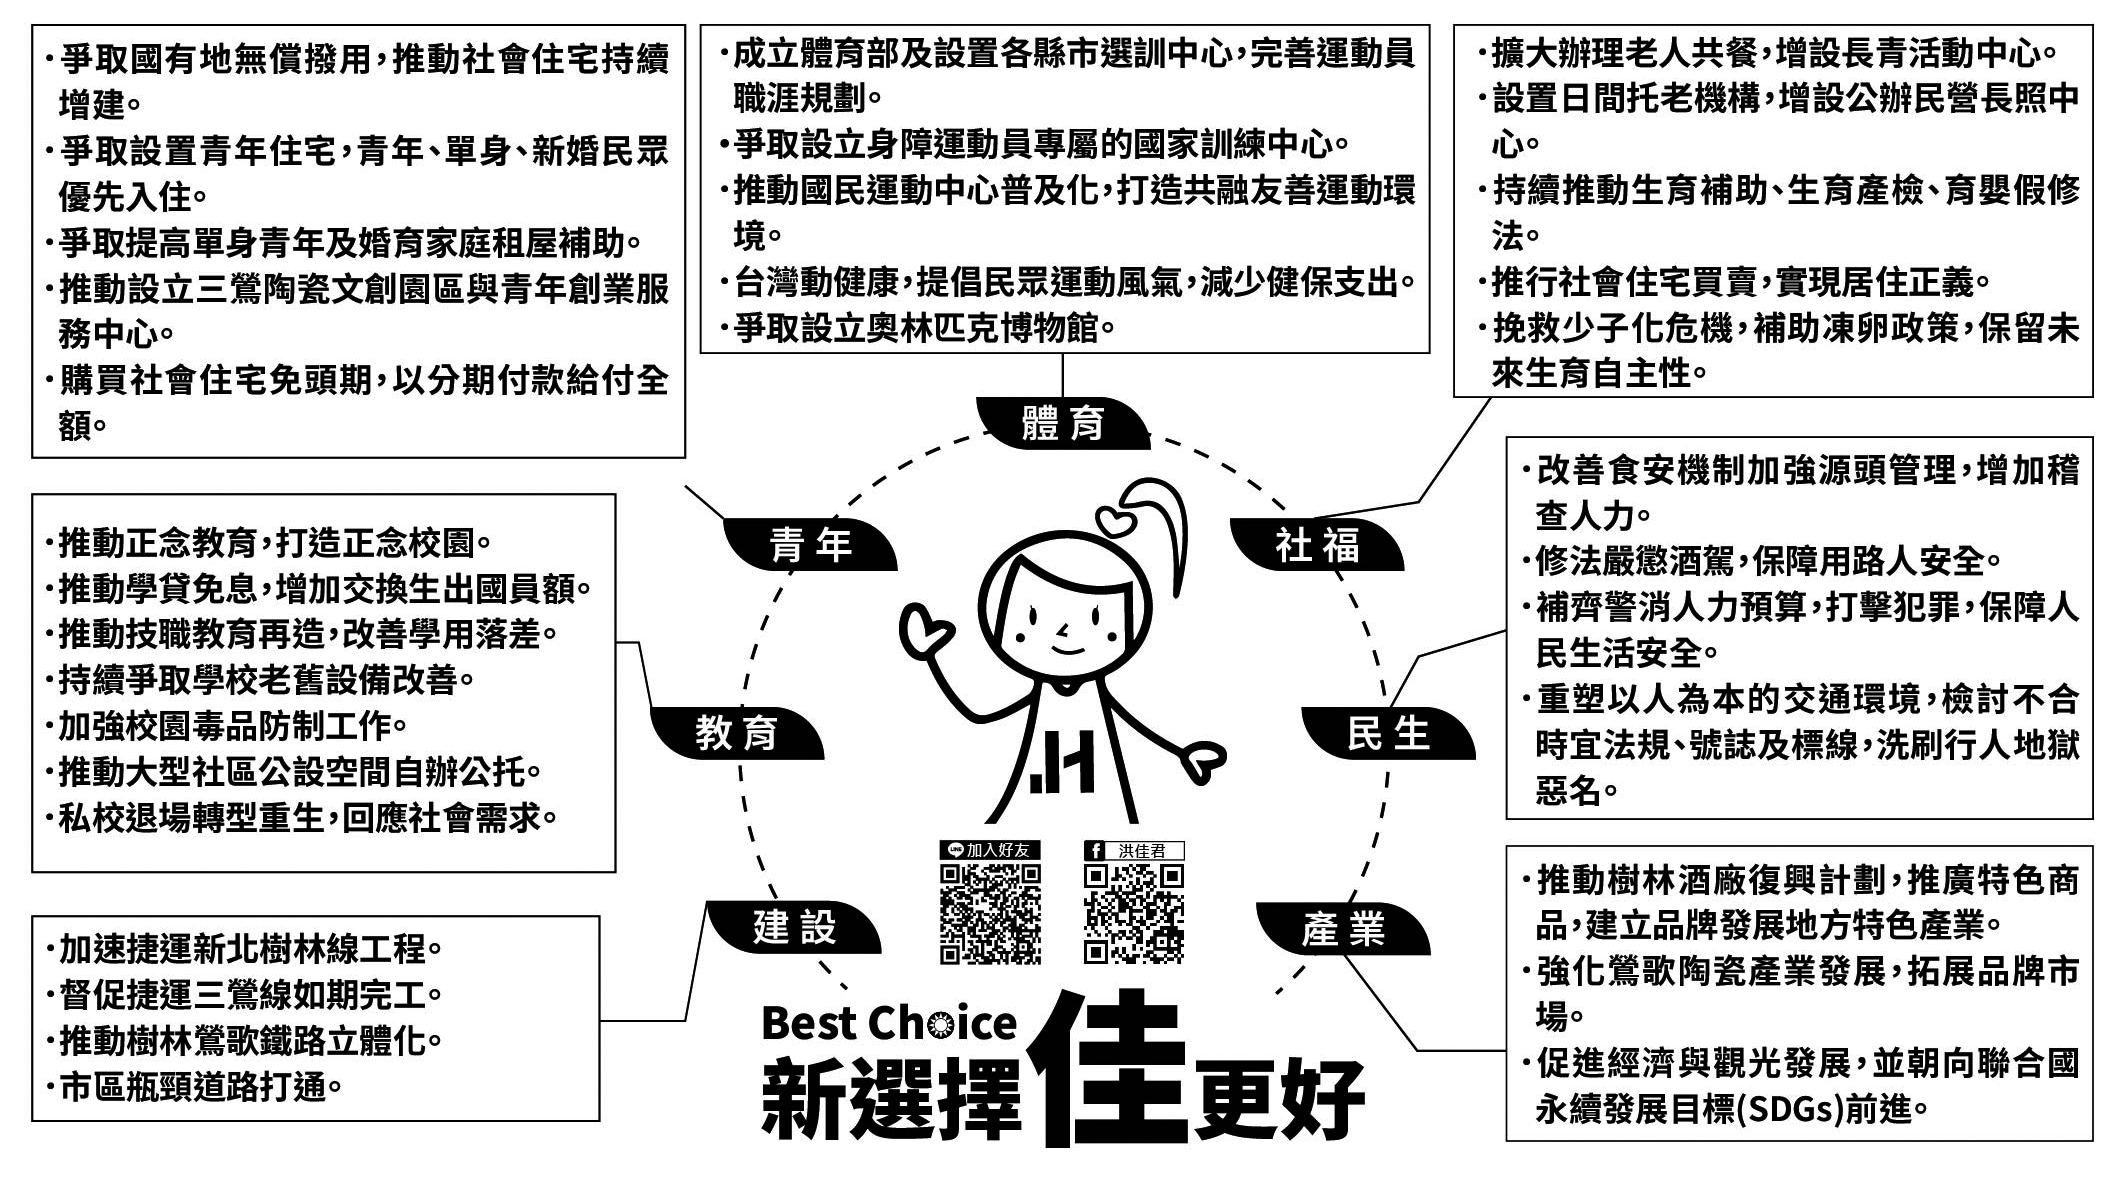 ·爭取國有地無償撥用，推動社會住宅持續
增建。
·爭取設置青年住宅，青年、單身、新婚民眾
優先入住。
·爭取提高單身青年及婚育家庭租屋補助。
·推動設立三鶯陶瓷文創園區與青年創業服
務中心。
·購買社會住宅免頭期，以分期付款給付全
額。
·成立體育部及設置各縣市選訓中心，完善運動員
職涯規劃。
·爭取設立身障運動員專屬的國家訓練中心。
·推動國民運動中心普及化，打造共融友善運動環
境。
·台灣動健康，提倡民眾運動風氣，減少健保支出。
·爭取設立奧林匹克博物館。
·擴大辦理老人共餐，增設長青活動中心。
·設置日間托老機構，增設公辦民營長照中
心。
·持續推動生育補助、生育產檢、育嬰假修
法。
·推行社會住宅買賣，實現居住正義。
·挽救少子化危機，補助凍卵政策，保留未
來生育自主性。
體育
青年
社福
·推動正念教育，打造正念校園。
·推動學貸免息，增加交換生出國員額。
·推動技職教育再造，改善學用落差。
·持續爭取學校老舊設備改善。
·加強校園毒品防制工作。
·推動大型社區公設空間自辦公托。
·私校退場轉型重生，回應社會需求。
·改善食安機制加強源頭管理，增加稽
查人力。
·修法嚴懲酒駕，保障用路人安全。
·補齊警消人力預算，打擊犯罪，保障人
民生活安全。
·重塑以人為本的交通環境，檢討不合
時宜法規、號誌及標線，洗刷行人地獄
惡名。
教育
民生
.H
LINE 加入好友
f 洪佳君
建設
產業
·加速捷運新北樹林線工程。
·督促捷運三鶯線如期完工。
·推動樹林鶯歌鐵路立體化。
·市區瓶頸道路打通。
·推動樹林酒廠復興計劃，推廣特色商
品，建立品牌發展地方特色產業。
·強化鶯歌陶瓷產業發展，拓展品牌市
場。
·促進經濟與觀光發展，並朝向聯合國
永續發展目標(SDGs)前進。
Best Choice
新選擇佳更好